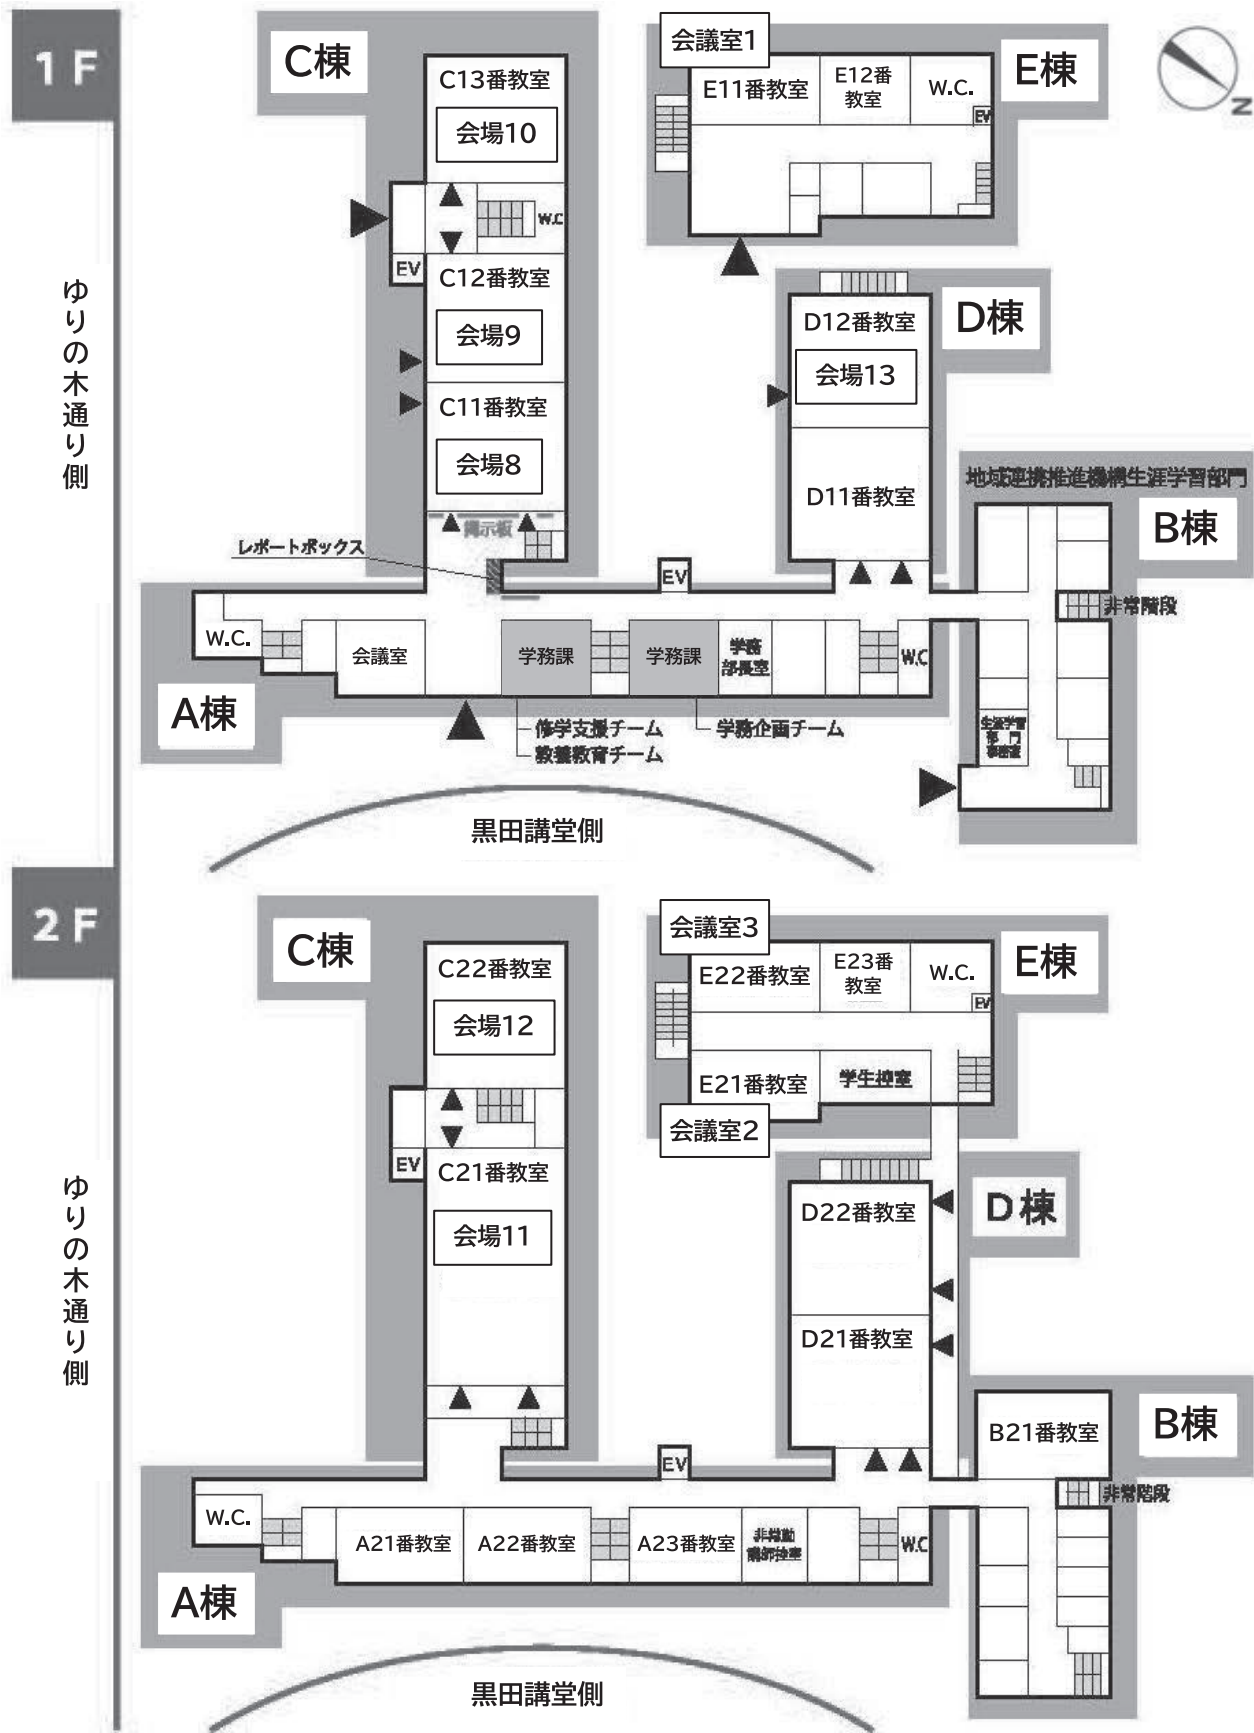 1F
C棟
会議室1
E棟
C13番教室
会場10
E11番教室
E12番
教室
W.C.
EV
N
W.C
EV
C12番教室
会場9
ゆりの木通り側
D12番教室
会場13
D棟
C11番教室
会場8
D11番教室
掲示板
地域連携推進機構生涯学習部門
B棟
レポートボックス
EV
非常階段
W.C.
会議室
学務課
学務課
学務
部長室
W.C
A棟
修学支援チーム
教養教育チーム
学務企画チーム
生涯学習
部門
事務室
黒田講堂側
2F
C棟
会議室3
E棟
C22番教室
会場12
E22番教室
E23番
教室
W.C.
EV
E21番教室
学生控室
会議室2
EV
C21番教室
会場11
ゆりの木通り側
D22番教室
D棟
D21番教室
B21番教室
B棟
EV
非常階段
W.C.
A21番教室
A22番教室
A23番教室
非常勤
講師控室
W.C
A棟
黒田講堂側